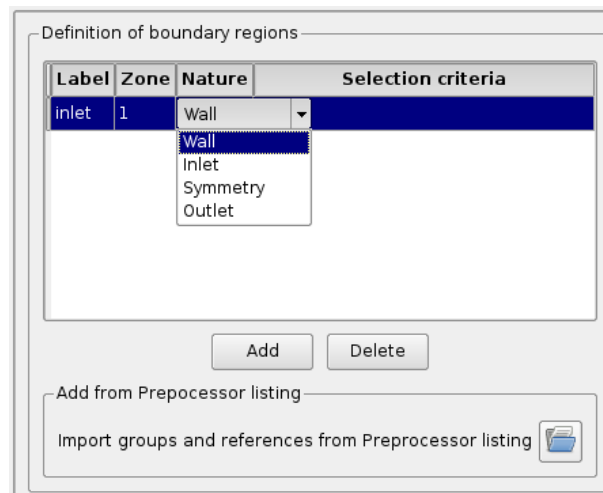 Definition of boundary regions
Label Zone Nature Selection criteria
inlet 1 Wall
Wall
Inlet
Symmetry
Outlet
Add Delete
Add from Prepocessor listing
Import groups and references from Preprocessor listing